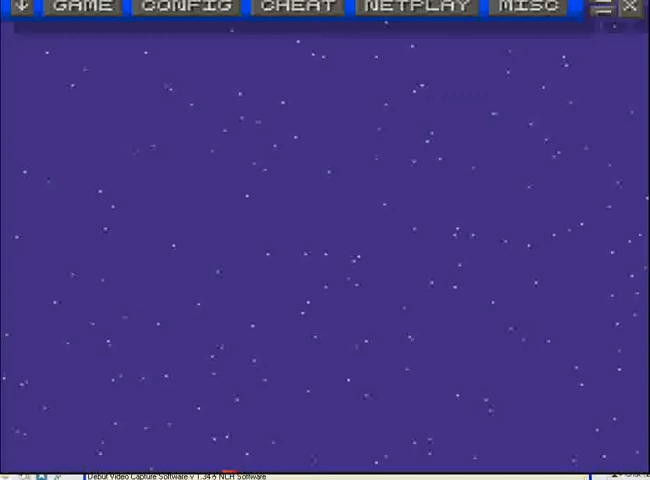 GAME CONFIG CHEAT NETPLAY MISC
Debut Video Capture Software v 1.34 © NCH Software